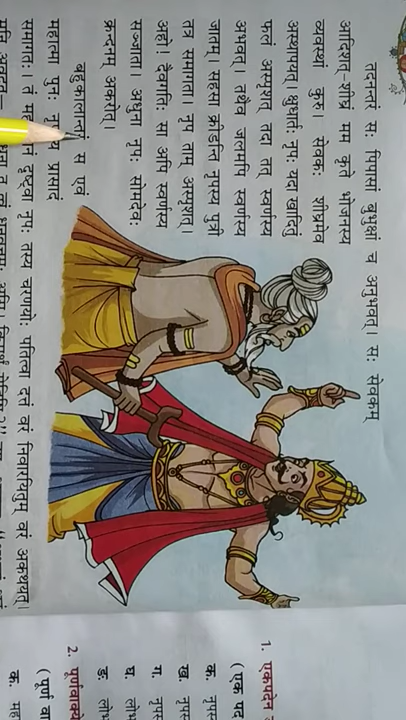 तदनन्तरं सः पिपासां बुभुक्षां च अनुभवत्। सः सेवकम्
आदिशत्-शीघ्रं मम कृते भोजनस्य
व्यवस्थां कुरु। सेवकः शीघ्रमेव
अस्थापयत्। बुभुर्क्षुः नृपः यदा खादितुं
फलं अस्पृशत् तदा तत् स्वर्णस्य
अभवत्। तथैव जलमपि स्वर्णस्य
जातम्। सहसा क्रीडन्ति नृपस्य पुत्री
तत्र समागता। नृपः ताम् अस्पृशत्।
अहो! दैवगतिः सा अपि स्वर्णस्य
सञ्जाता। अधुना नृपः सोमदेवः
क्रन्दनम् अकरोत्।
बहुकालानन्तरं स एव
महात्मा पुनः प्रासादं
समागतः। तं दृष्ट्वा नृपः तस्य चरणयोः पतित्वा दत्तं वरं निवारयितुम् वरं अकथयत्।
1. एकपदेन
( एक पद
क. नृपस
ख. नृपस
ग. नृपस
घ. लोभ
ङ. लोभ
2. पूर्णवाक्ये
( पूर्ण वा
क. मह